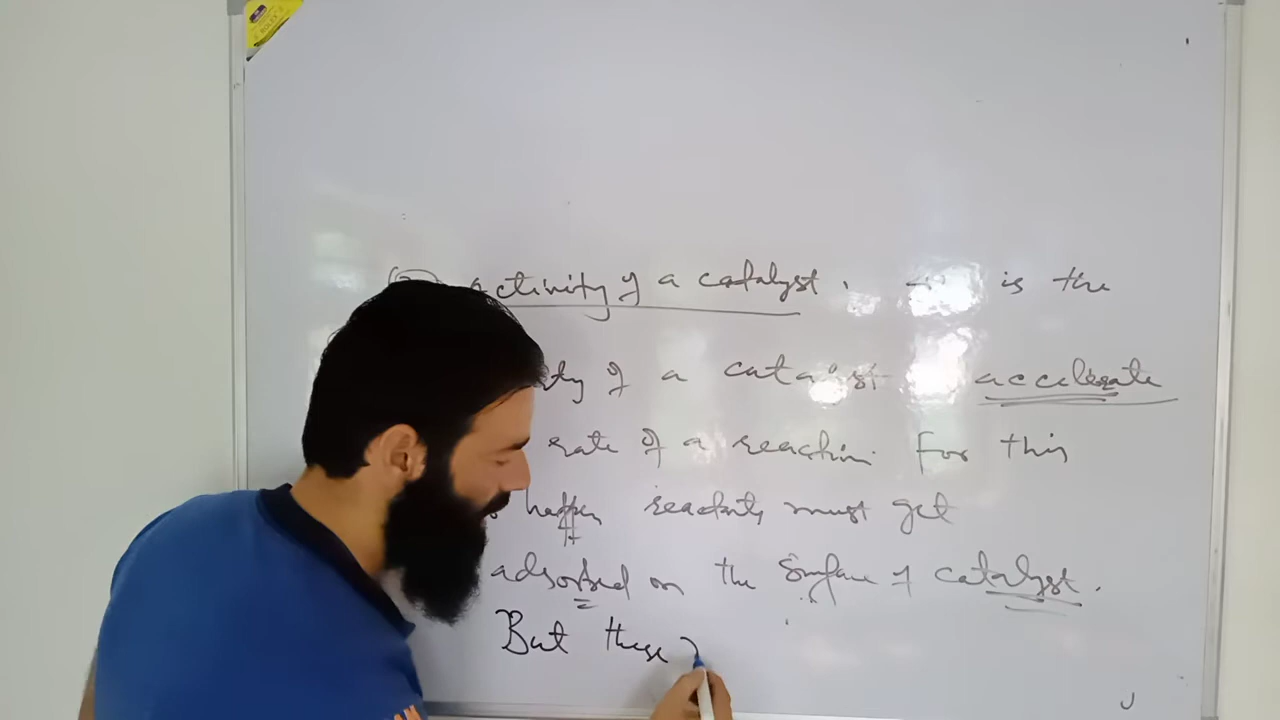 activity of a catalyst. is the
ty of a catalyst accelerate
rate of a reaction For this
happen reactants must get
adsorbed on the surface of catalyst.
But these